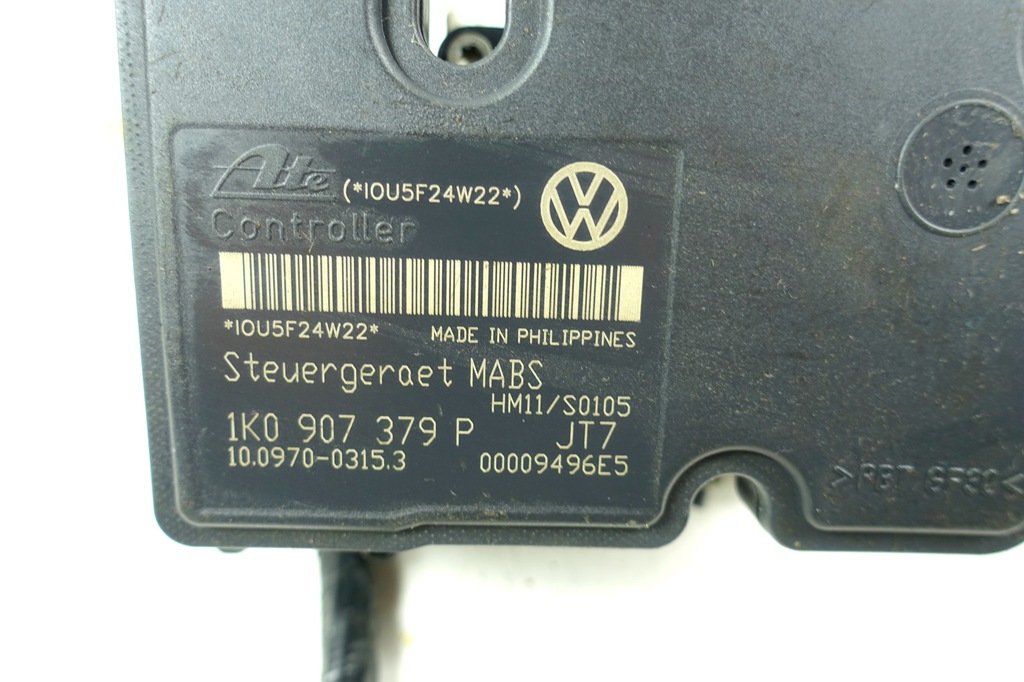 Ate (*IOU5F24W22*)
Controller
*IOU5F24W22* MADE IN PHILIPPINES
Steuergeraet MABS
HM11/S0105
1K0 907 379 P JT7
10.0970-0315.3 00009496E5